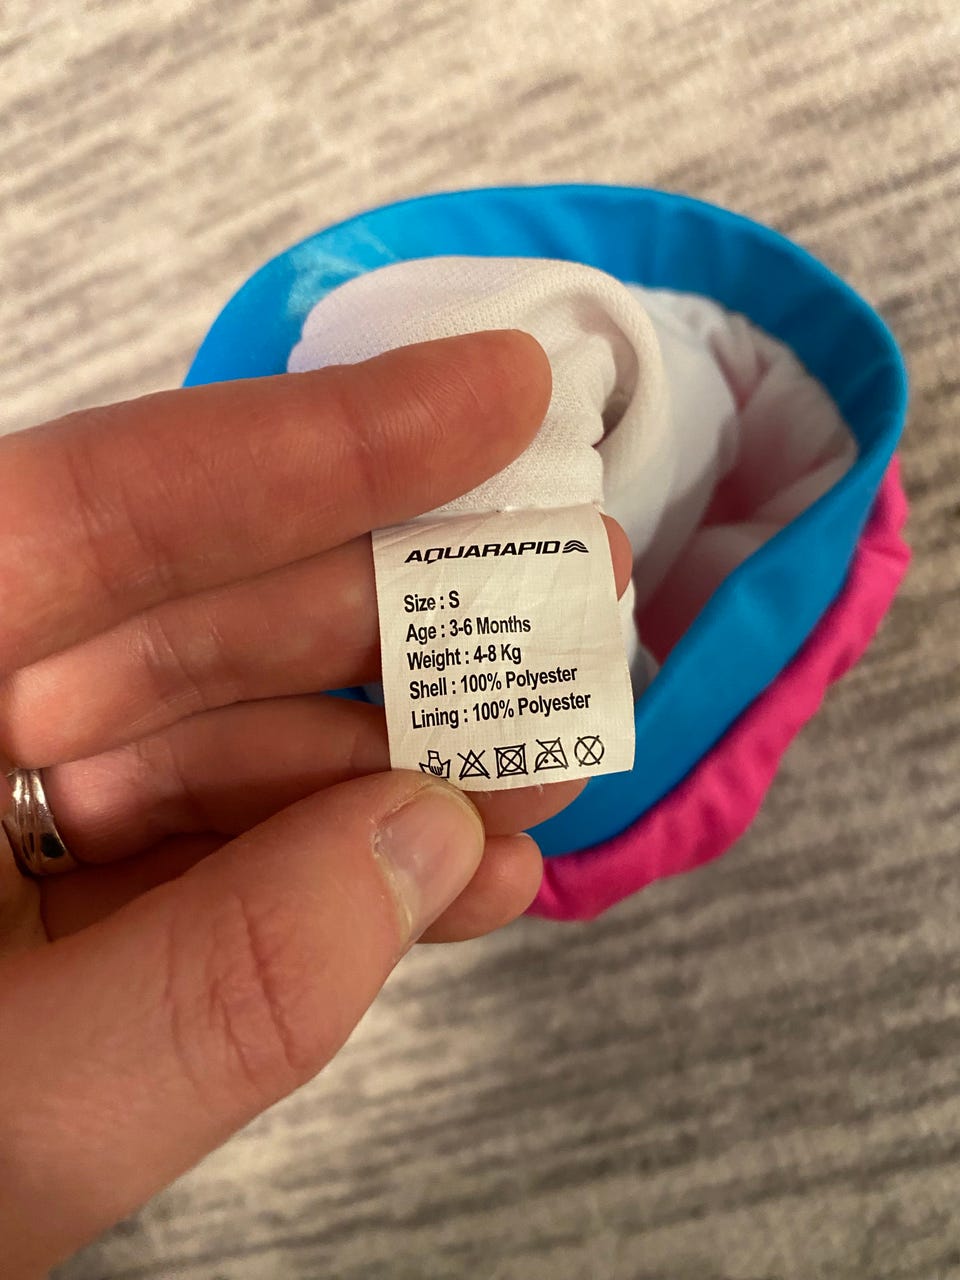 AQUARAPID
Size : S
Age : 3-6 Months
Weight : 4-8 Kg
Shell : 100% Polyester
Lining : 100% Polyester